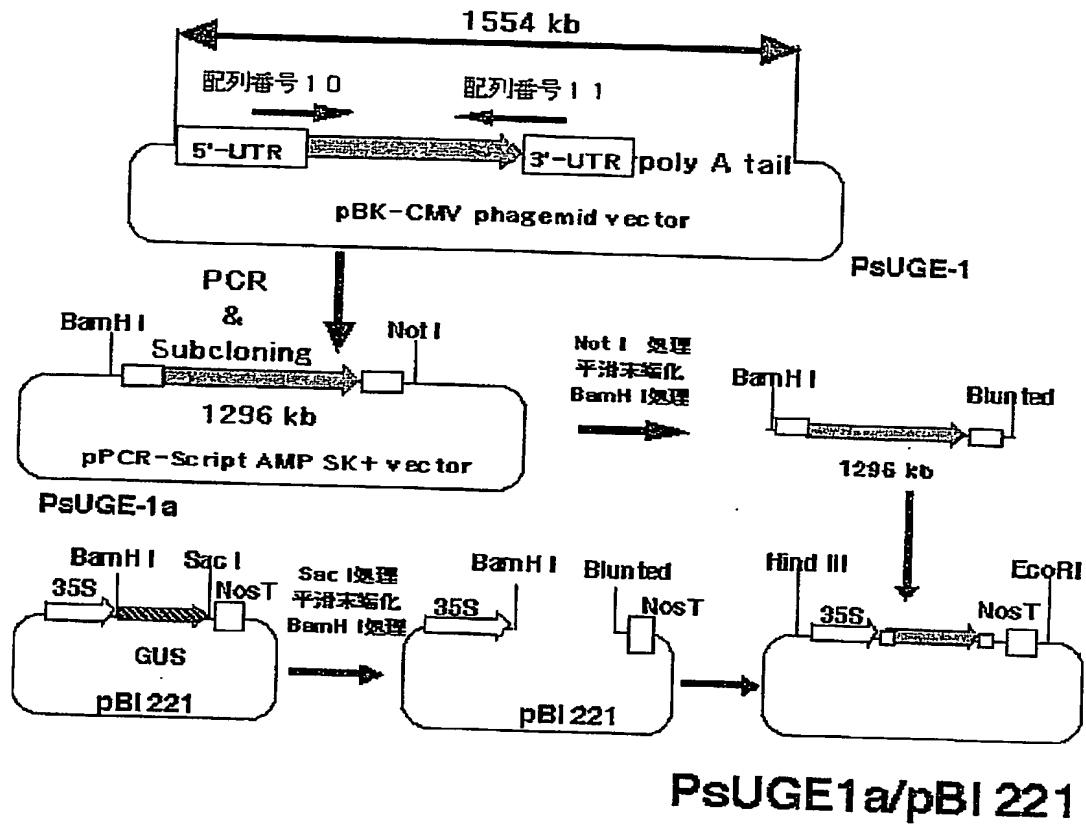 1554 kb
配列番号10
配列番号11
5'-UTR
3'-UTR
poly A tail
pBK-CMV phagemid vector
PsUGE-1
PCR
&
Subcloning
BamH I
Not I
1296 kb
pPCR-Script AMP SK+ vector
PsUGE-1a
Not I 処理
平滑末端化
BamH I処理
BamH I
Blunted
1296 kb
BamH I
Sac I
35S
NosT
GUS
pBI 221
Sac I処理
平滑末端化
BamH I処理
BamH I
Blunted
35S
NosT
pBI 221
Hind III
EcoRI
35S
NosT
PsUGE1a/pBI 221